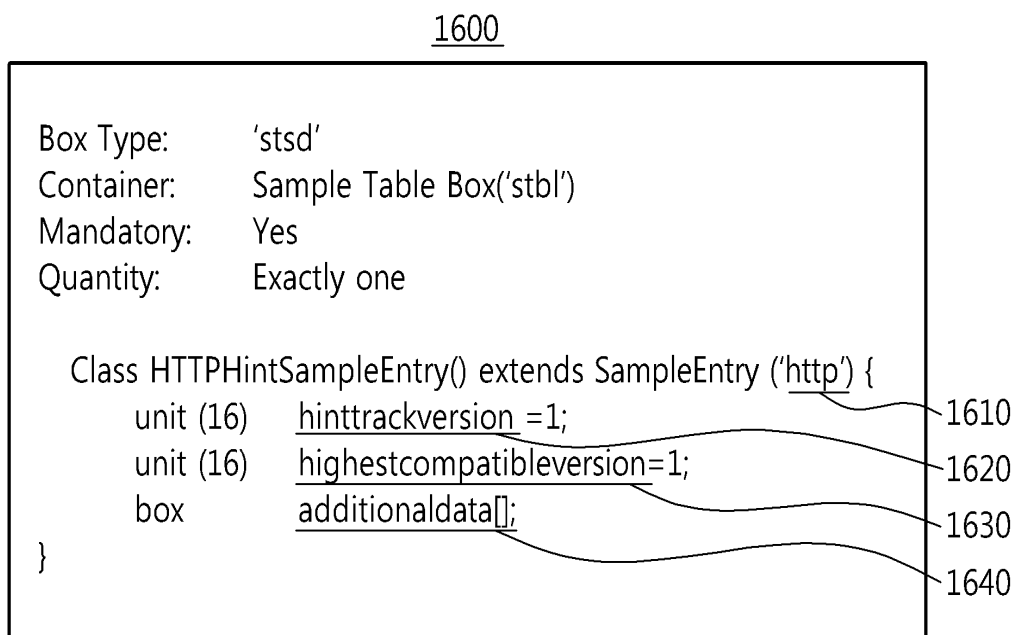 1600
Box Type: 'stsd'
Container: Sample Table Box('stbl')
Mandatory: Yes
Quantity: Exactly one
Class HTTPHintSampleEntry() extends SampleEntry ('http') {
unit (16) hinttrackversion =1;
unit (16) highestcompatibleversion=1;
box additionaldata[];
}
1610
1620
1630
1640